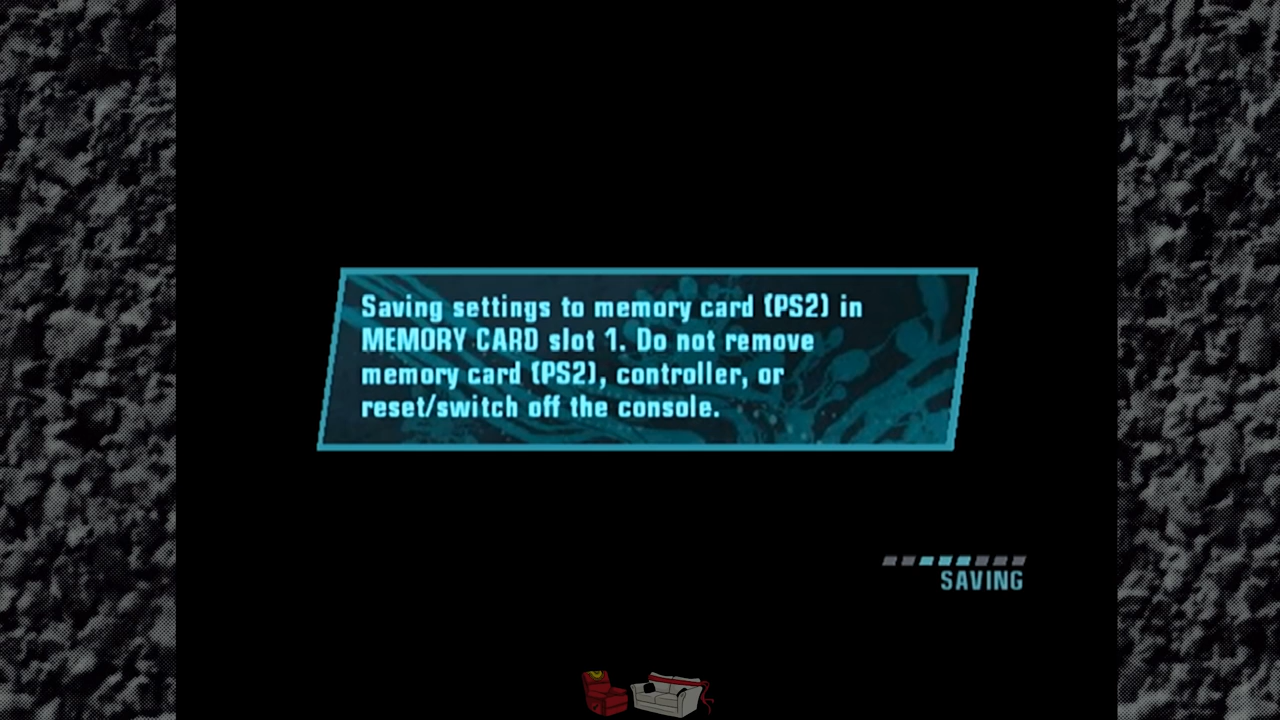 Saving settings to memory card (PS2) in
MEMORY CARD slot 1. Do not remove
memory card (PS2), controller, or
reset/switch off the console.
SAVING